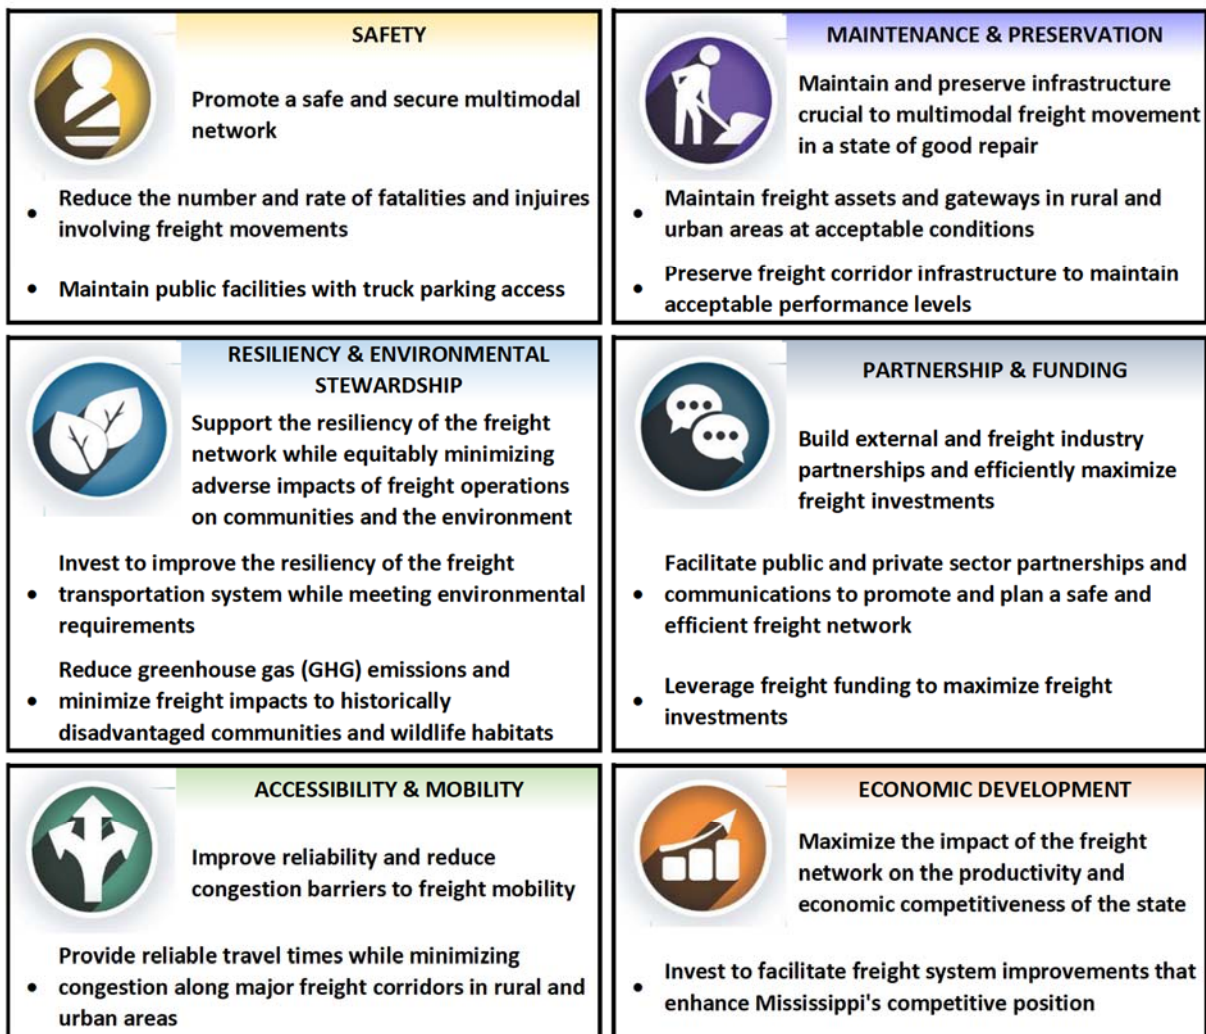 SAFETY
Promote a safe and secure multimodal
network
• Reduce the number and rate of fatalities and injuires
involving freight movements
• Maintain public facilities with truck parking access
MAINTENANCE & PRESERVATION
Maintain and preserve infrastructure
crucial to multimodal freight movement
in a state of good repair
• Maintain freight assets and gateways in rural and
urban areas at acceptable conditions
• Preserve freight corridor infrastructure to maintain
acceptable performance levels
RESILIENCY & ENVIRONMENTAL
STEWARDSHIP
Support the resiliency of the freight
network while equitably minimizing
adverse impacts of freight operations
on communities and the environment
Invest to improve the resiliency of the freight
• transportation system while meeting environmental
requirements
Reduce greenhouse gas (GHG) emissions and
• minimize freight impacts to historically
disadvantaged communities and wildlife habitats
PARTNERSHIP & FUNDING
Build external and freight industry
partnerships and efficiently maximize
freight investments
Facilitate public and private sector partnerships and
• communications to promote and plan a safe and
efficient freight network
• Leverage freight funding to maximize freight
investments
ACCESSIBILITY & MOBILITY
Improve reliability and reduce
congestion barriers to freight mobility
Provide reliable travel times while minimizing
• congestion along major freight corridors in rural and
urban areas
ECONOMIC DEVELOPMENT
Maximize the impact of the freight
network on the productivity and
economic competitiveness of the state
• Invest to facilitate freight system improvements that
enhance Mississippi's competitive position